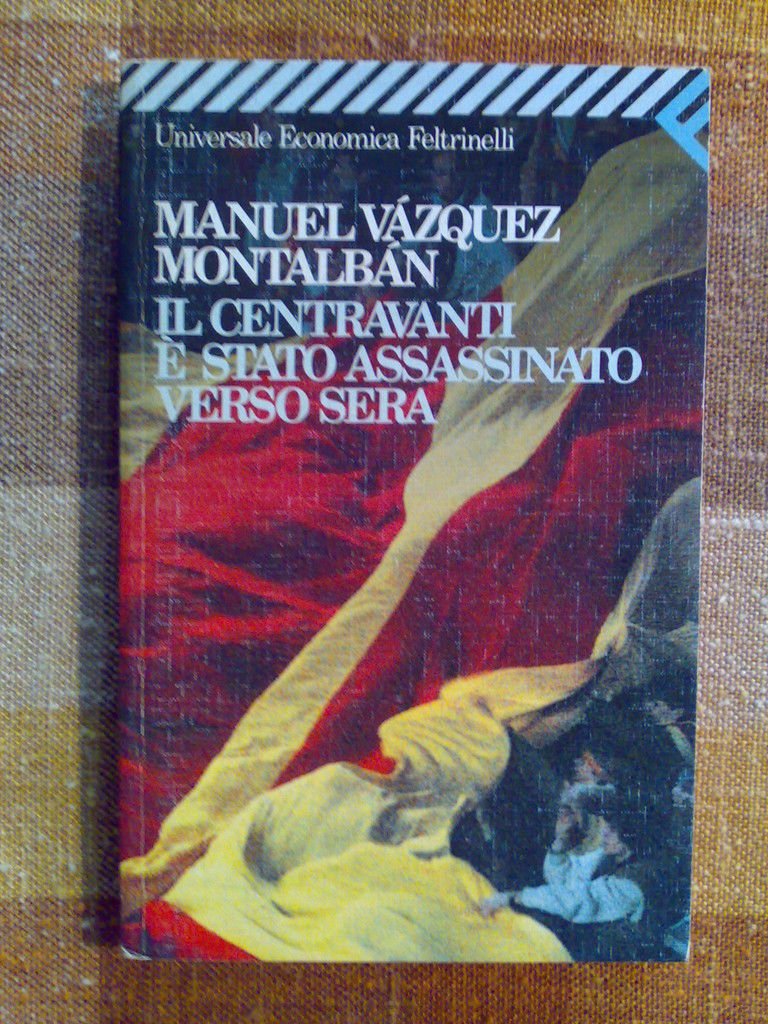 Universale Economica Feltrinelli
MANUEL VÁZQUEZ
MONTALBÁN
IL CENTRAVANTI
È STATO ASSASSINATO
VERSO SERA